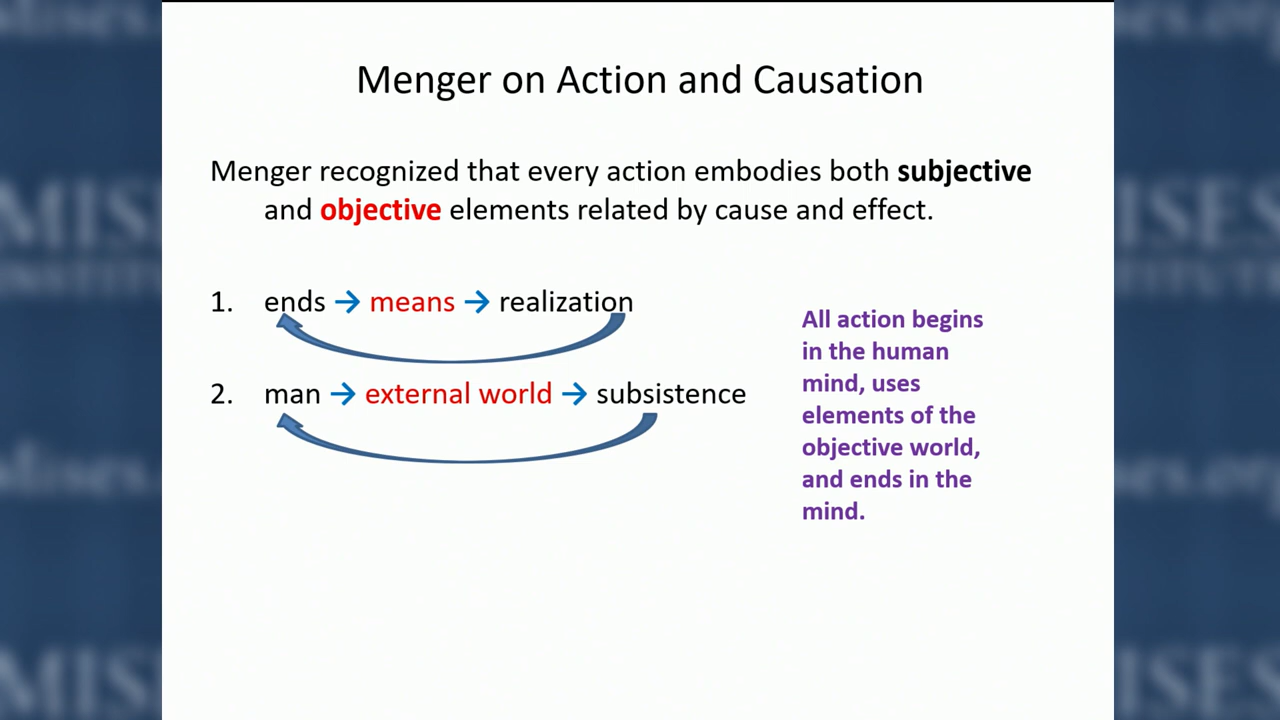 Menger on Action and Causation
Menger recognized that every action embodies both subjective
and objective elements related by cause and effect.
1. ends → means → realization
2. man → external world → subsistence
All action begins
in the human
mind, uses
elements of the
objective world,
and ends in the
mind.